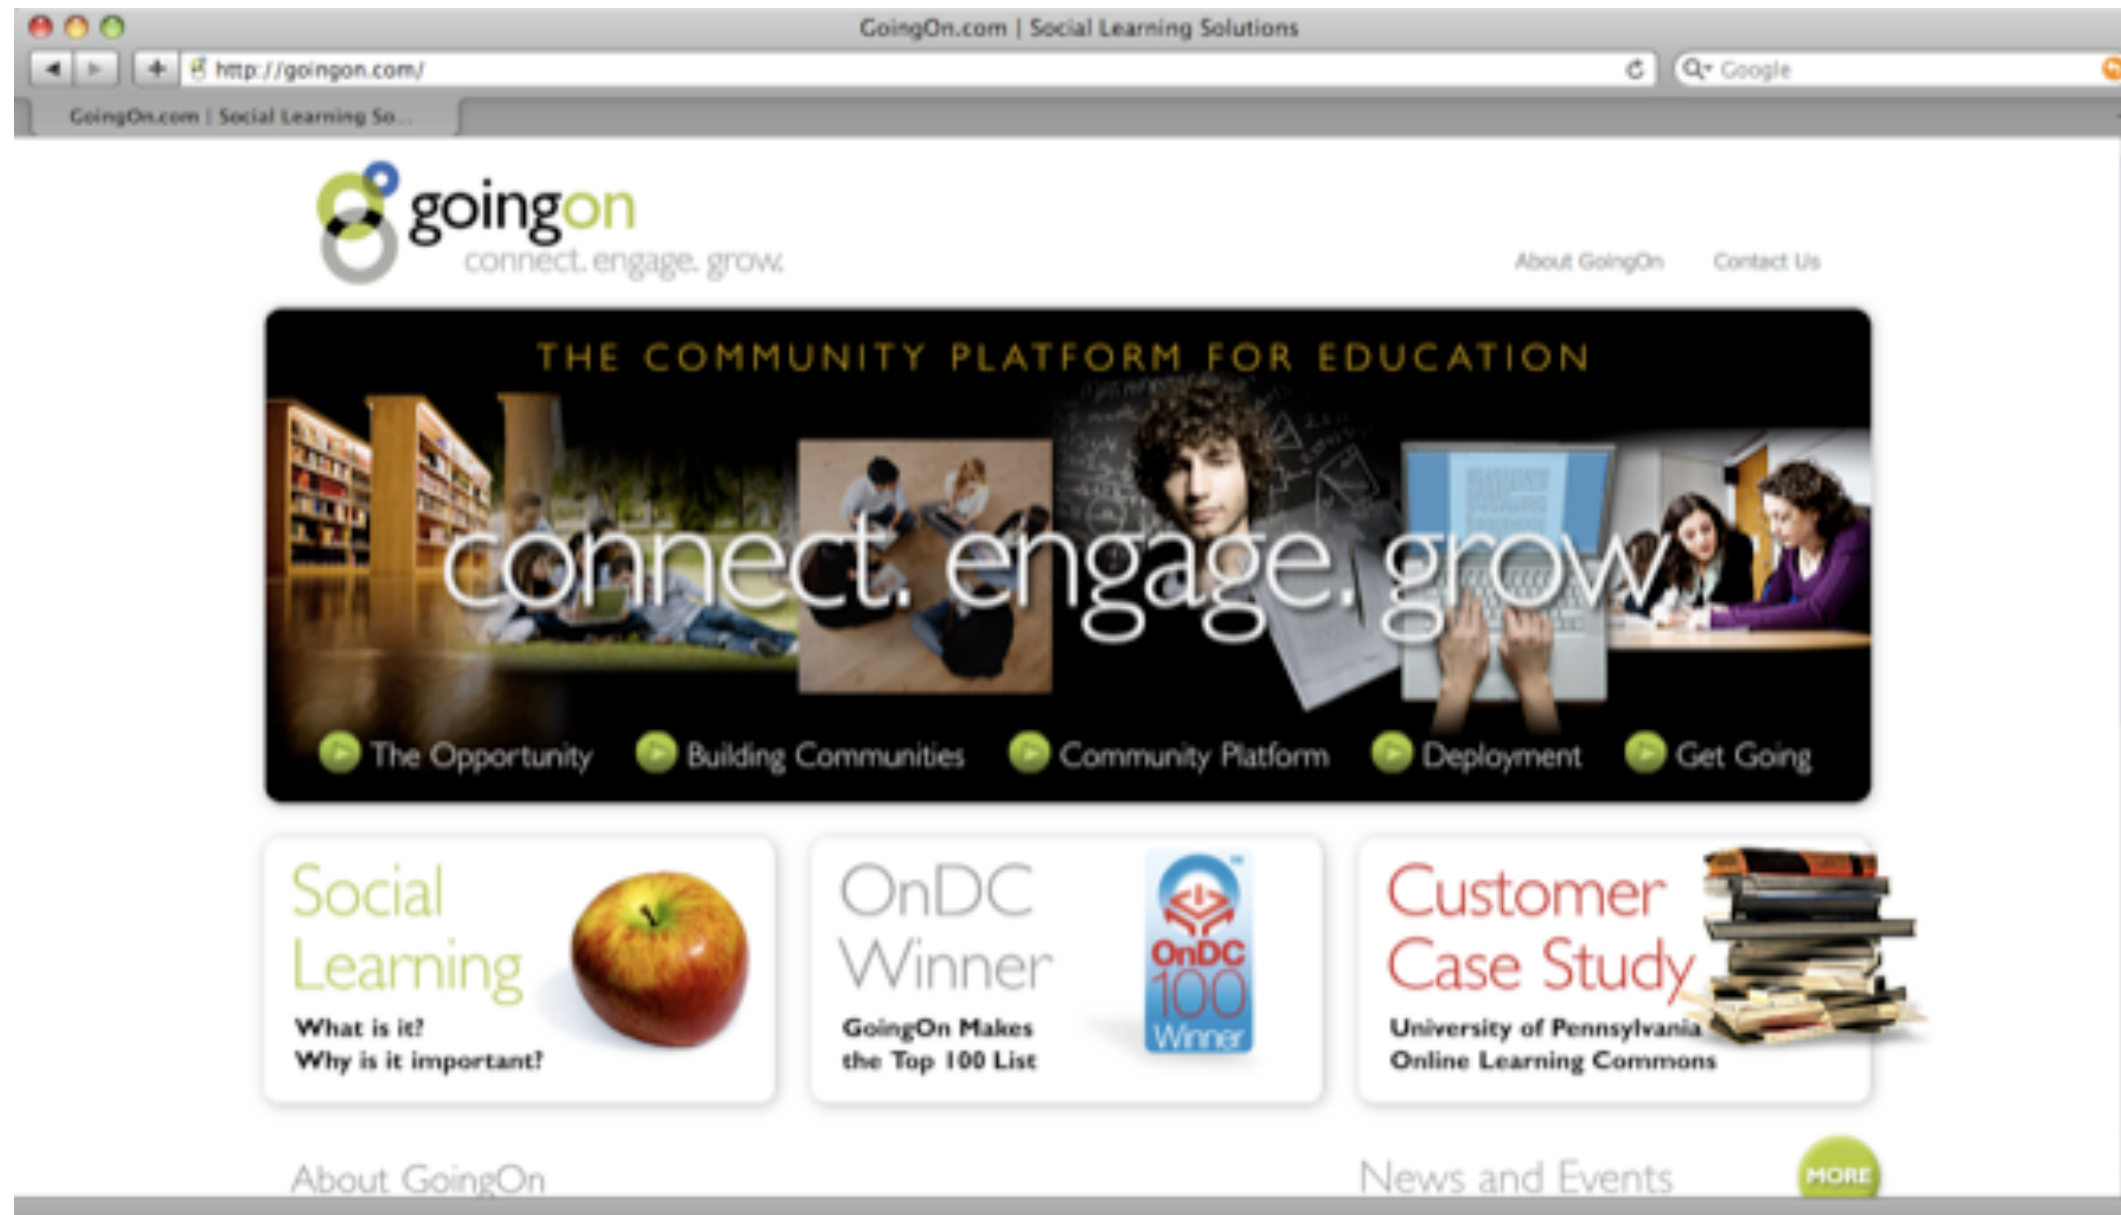 GoingOn.com | Social Learning Solutions
http://goingon.com/
Google
GoingOn.com | Social Learning So...
goingon
connect. engage. grow.
About GoingOn
Contact Us
THE COMMUNITY PLATFORM FOR EDUCATION
connect. engage. grow
The Opportunity
Building Communities
Community Platform
Deployment
Get Going
Social
Learning
What is it?
Why is it important?
OnDC
Winner
GoingOn Makes
the Top 100 List
OnDC
100
Winner
Customer
Case Study
University of Pennsylvania
Online Learning Commons
About GoingOn
News and Events
MORE